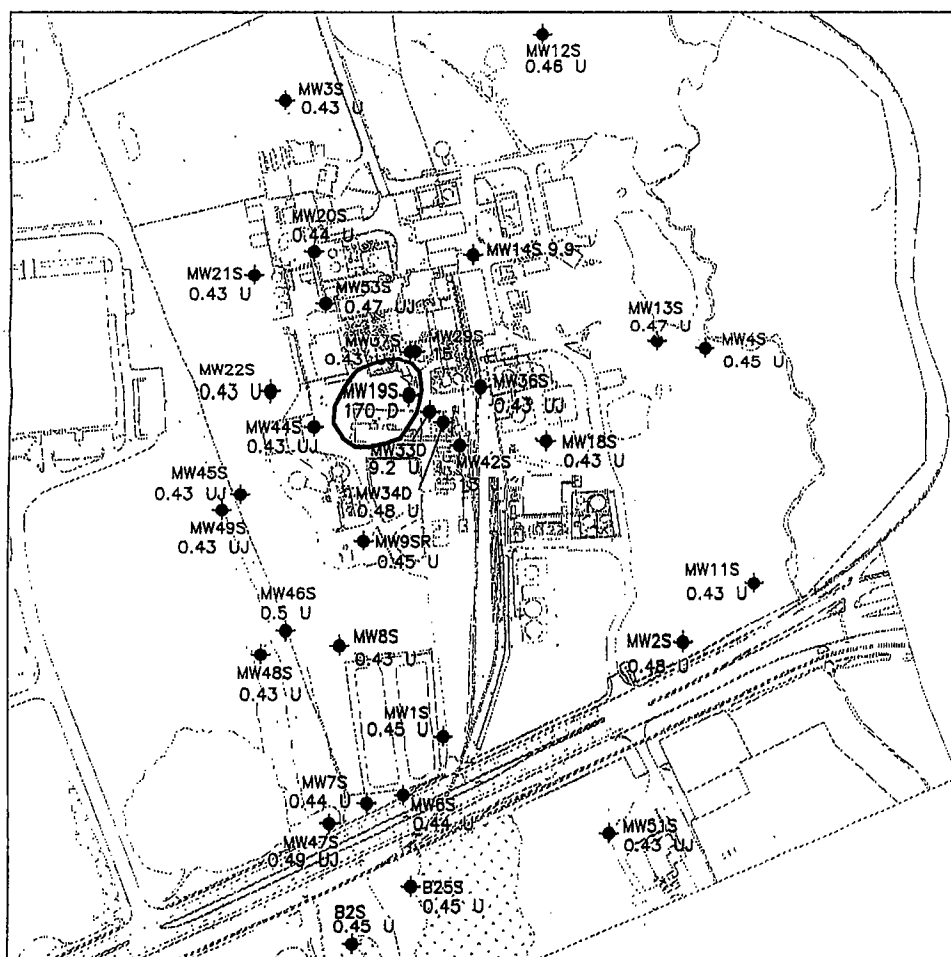 MW12S
0.46 U
MW3S
0.43 U
MW20S
0.44 U
MW14S 9.9
MW21S
0.43 U
MW53S
0.47 UJ
MW13S
0.47 U
MW4S
0.45 U
MW37S
0.43 U
MW29S
15 U
MW22S
0.43 U
MW19S
170 D
MW36S
0.43 UJ
MW44S
0.43 UJ
MW18S
0.43 U
MW33D
9.2 U
MW42S
MW34D
0.48 U
MW45S
0.43 UJ
MW49S
0.43 UJ
MW9SR
0.45 U
MW11S
0.43 U
MW46S
0.5 U
MW8S
0.43 U
MW2S
0.48 U
MW48S
0.43 U
MW1S
0.45 U
MW7S
0.44 U
MW6S
0.44 U
MW47S
0.49 UJ
MW51S
0.43 UJ
B25S
0.45 U
B2S
0.45 U